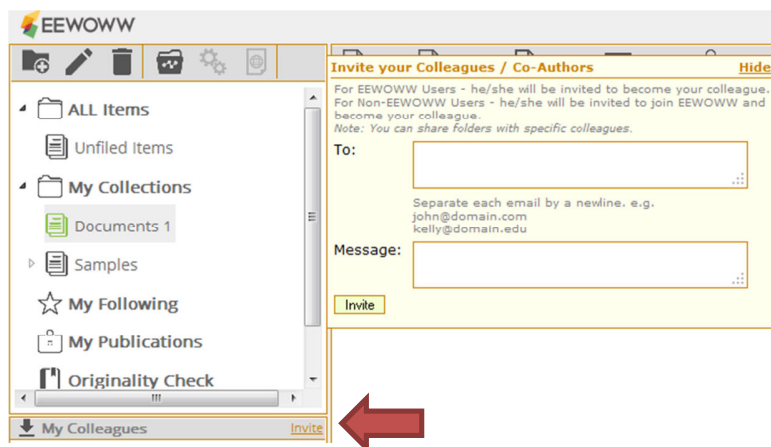 EEWOWW
ALL Items
Unfiled Items
My Collections
Documents 1
Samples
My Following
My Publications
Originality Check
My Colleagues Invite
Invite your Colleagues / Co-Authors Hide
For EEWOWW Users - he/she will be invited to become your colleague.
For Non-EEWOWW Users - he/she will be invited to join EEWOWW and
become your colleague.
Note: You can share folders with specific colleagues.
To:
Separate each email by a newline. e.g.
john@domain.com
kelly@domain.edu
Message:
Invite